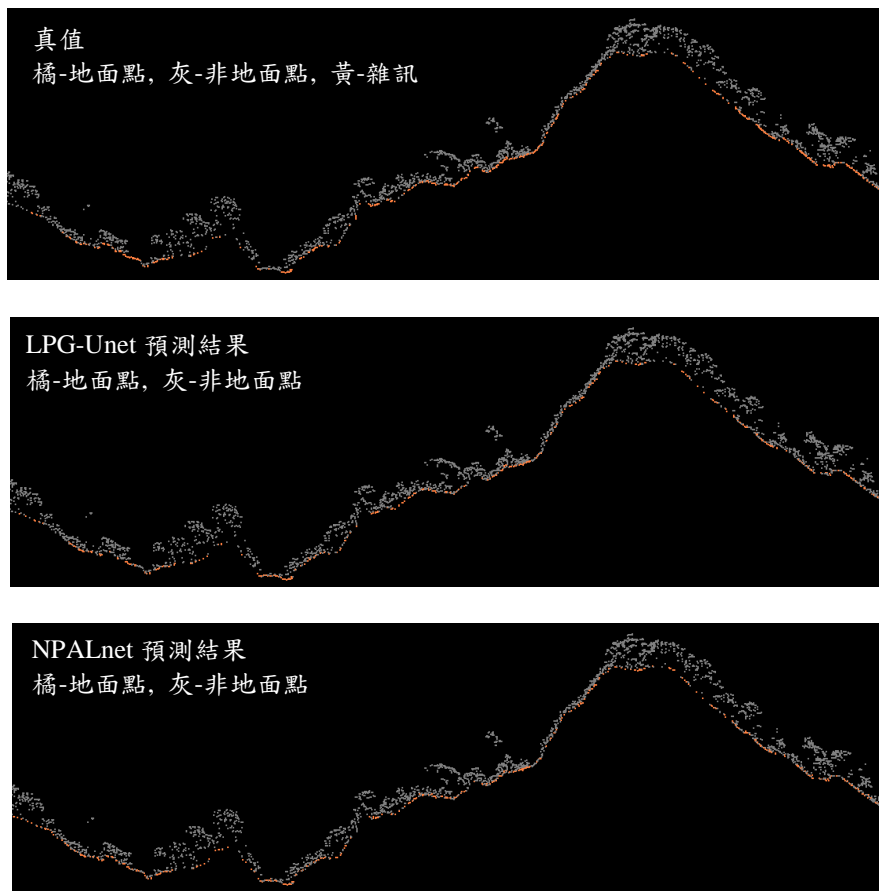 真值
橘-地面點, 灰-非地面點, 黃-雜訊
LPG-Unet 預測結果
橘-地面點, 灰-非地面點
NPALnet 預測結果
橘-地面點, 灰-非地面點